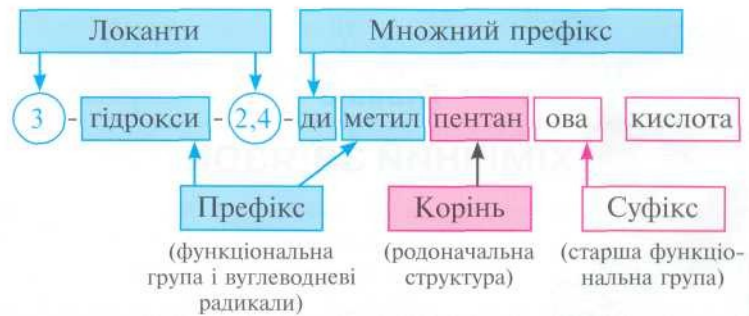 Локанти Множний префікс
3 - гідрокси - 2,4 - ди метил пентан ова кислота
Префікс Корінь Суфікс
(функціональна (родоначальна (старша функціо-
група і вуглеводневі структура) нальна група)
радикали)